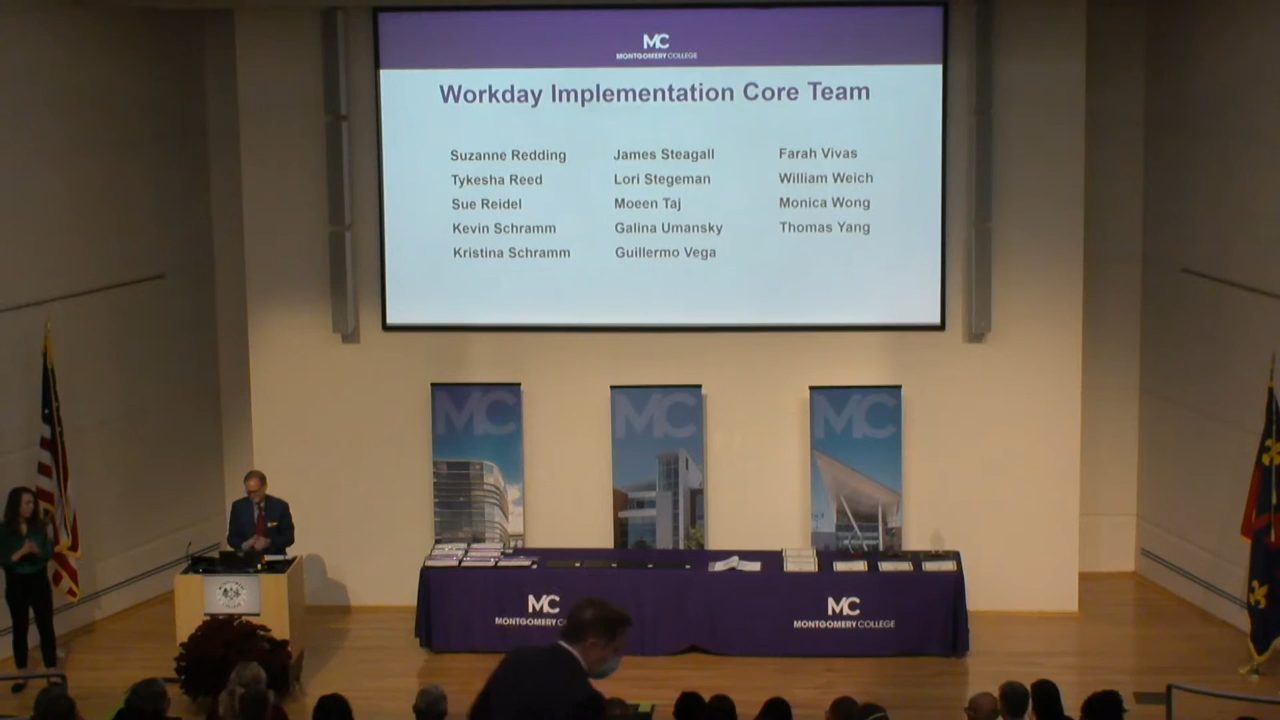 MC
MONTGOMERY COLLEGE
Workday Implementation Core Team
Suzanne Redding
Tykesha Reed
Sue Reidel
Kevin Schramm
Kristina Schramm
James Steagall
Lori Stegeman
Moeen Taj
Galina Umansky
Guillermo Vega
Farah Vivas
William Weich
Monica Wong
Thomas Yang
MC
MC
MC
MC
MONTGOMERY C
MC
MONTGOMERY COLLEGE